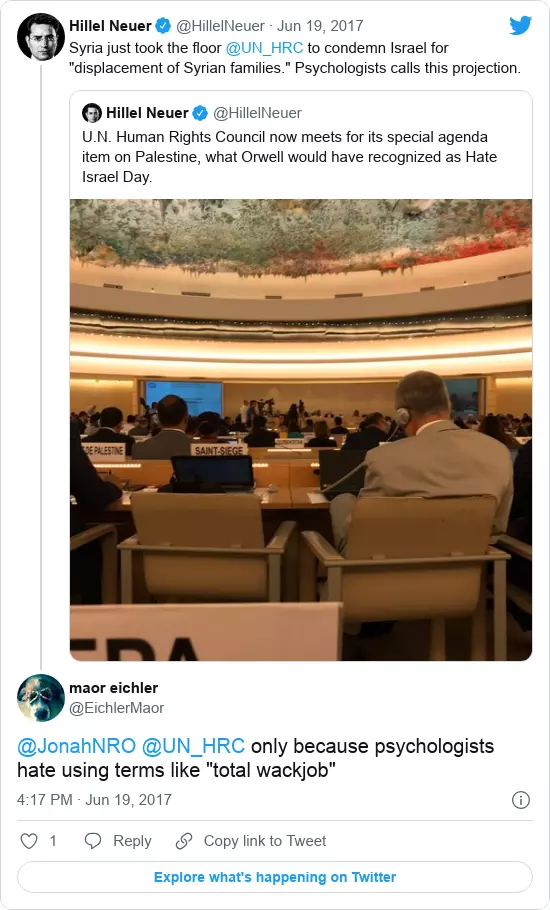 Hillel Neuer @HillelNeuer · Jun 19, 2017
Syria just took the floor @UN_HRC to condemn Israel for
"displacement of Syrian families." Psychologists calls this projection.
Hillel Neuer @HillelNeuer
U.N. Human Rights Council now meets for its special agenda
item on Palestine, what Orwell would have recognized as Hate
Israel Day.
DE PALESTINE
SAINT-SIEGE
maor eichler
@EichlerMaor
@JonahNRO @UN_HRC only because psychologists
hate using terms like "total wackjob"
4:17 PM · Jun 19, 2017
1 Reply Copy link to Tweet
Explore what's happening on Twitter